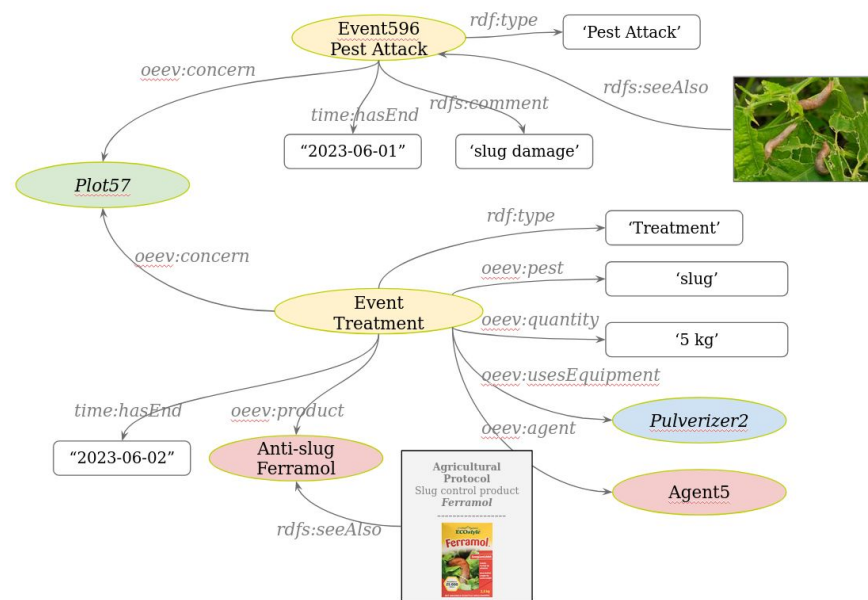 Event596
Pest Attack
rdf:type
‘Pest Attack’
oeev:concern
rdfs:seeAlso
time:hasEnd
rdfs:comment
“2023-06-01”
‘slug damage’
Plot57
rdf:type
‘Treatment’
oeev:concern
oeev:pest
‘slug’
Event
Treatment
oeev:quantity
‘5 kg’
oeev:usesEquipment
time:hasEnd
oeev:product
Pulverizer2
oeev:agent
“2023-06-02”
Anti-slug
Ferramol
Agricultural
Protocol
Slug control product
Ferramol
--------------------
Agent5
rdfs:seeAlso
ECOstyle
Ferramol